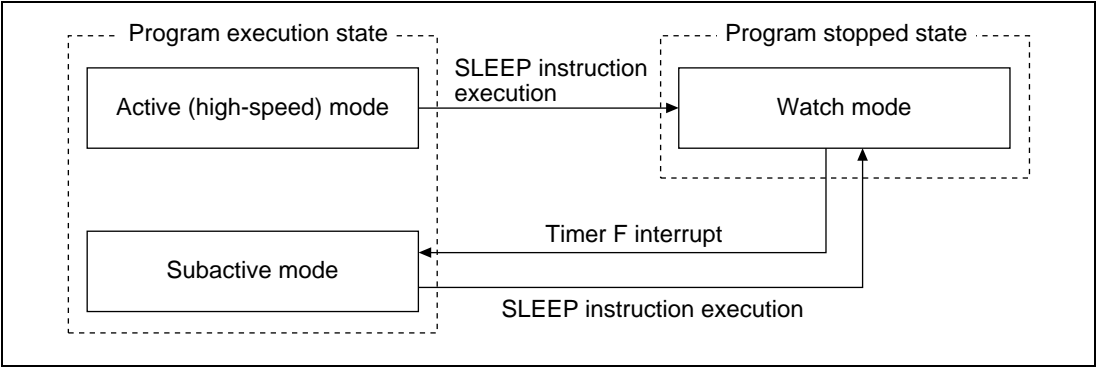 Program execution state
Program stopped state
SLEEP instruction
execution
Active (high-speed) mode
Watch mode
Timer F interrupt
Subactive mode
SLEEP instruction execution